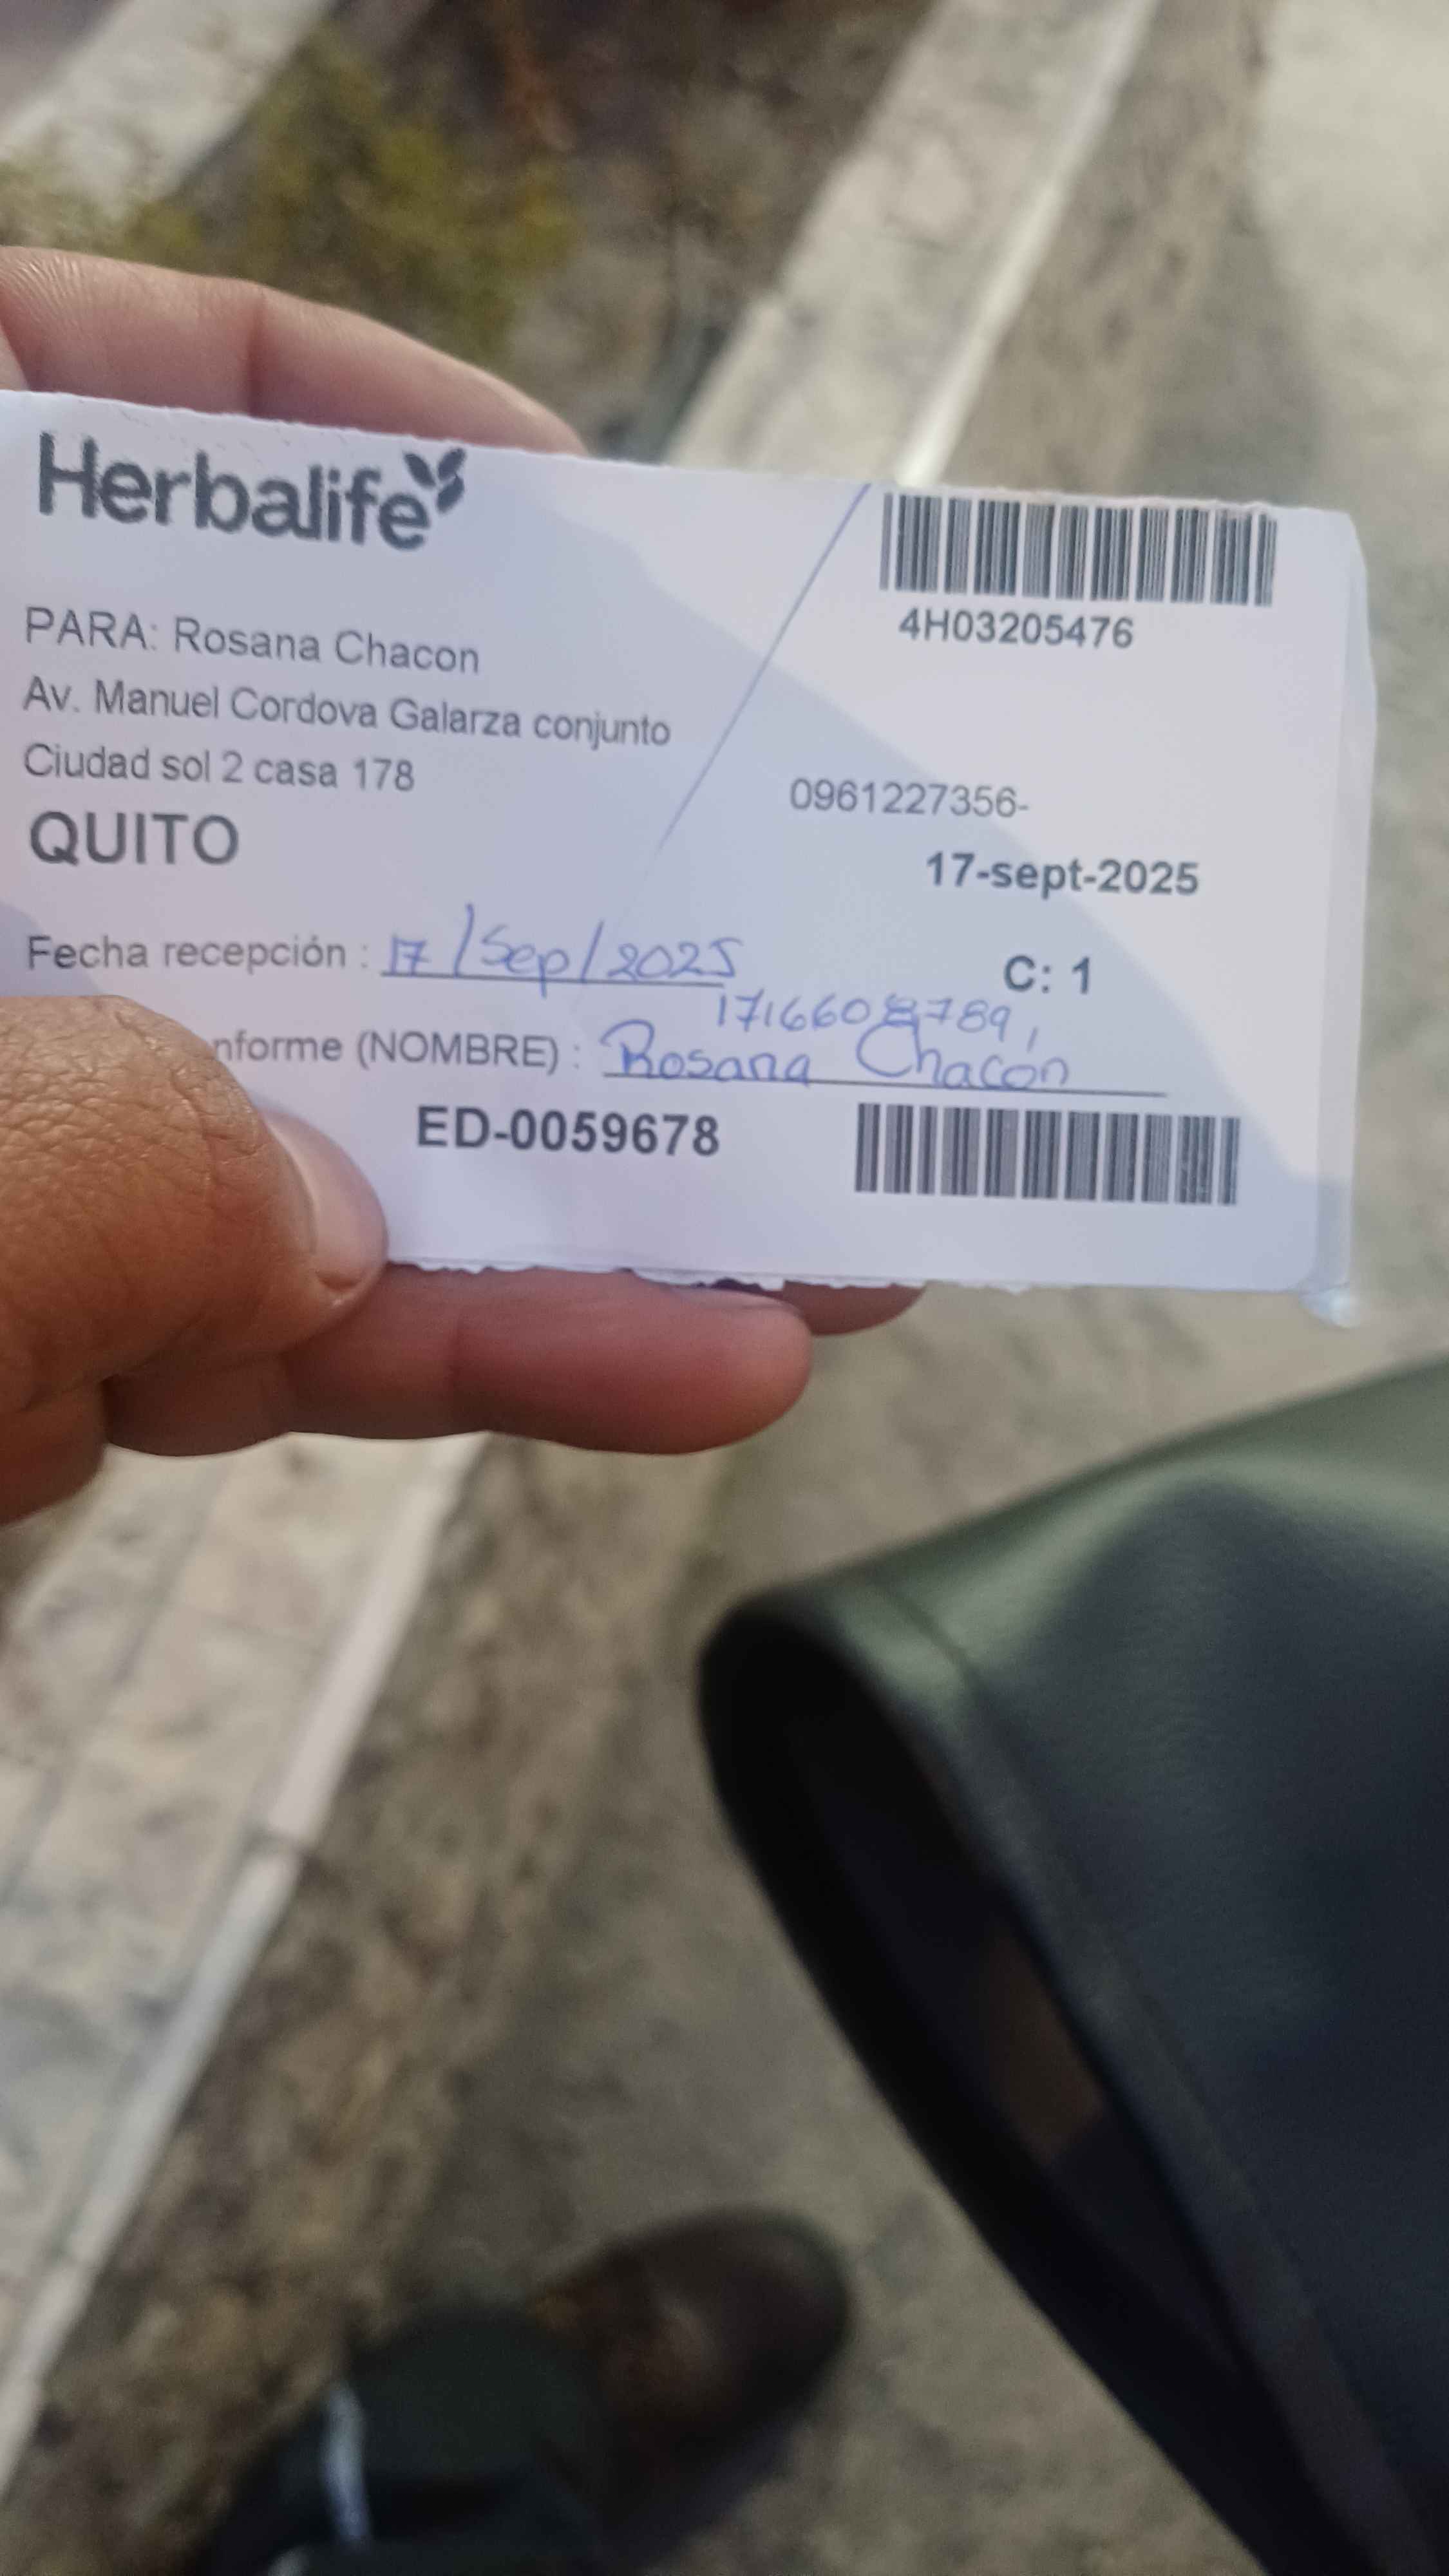 Herbalife
4H03205476
PARA: Rosana Chacon
Av. Manuel Cordova Galarza conjunto
Ciudad sol 2 casa 178
0961227356-
QUITO
17-sept-2025
Fecha recepción : 17/Sep/2025
C: 1
nforme (NOMBRE) : Rosana Chacón
ED-0059678